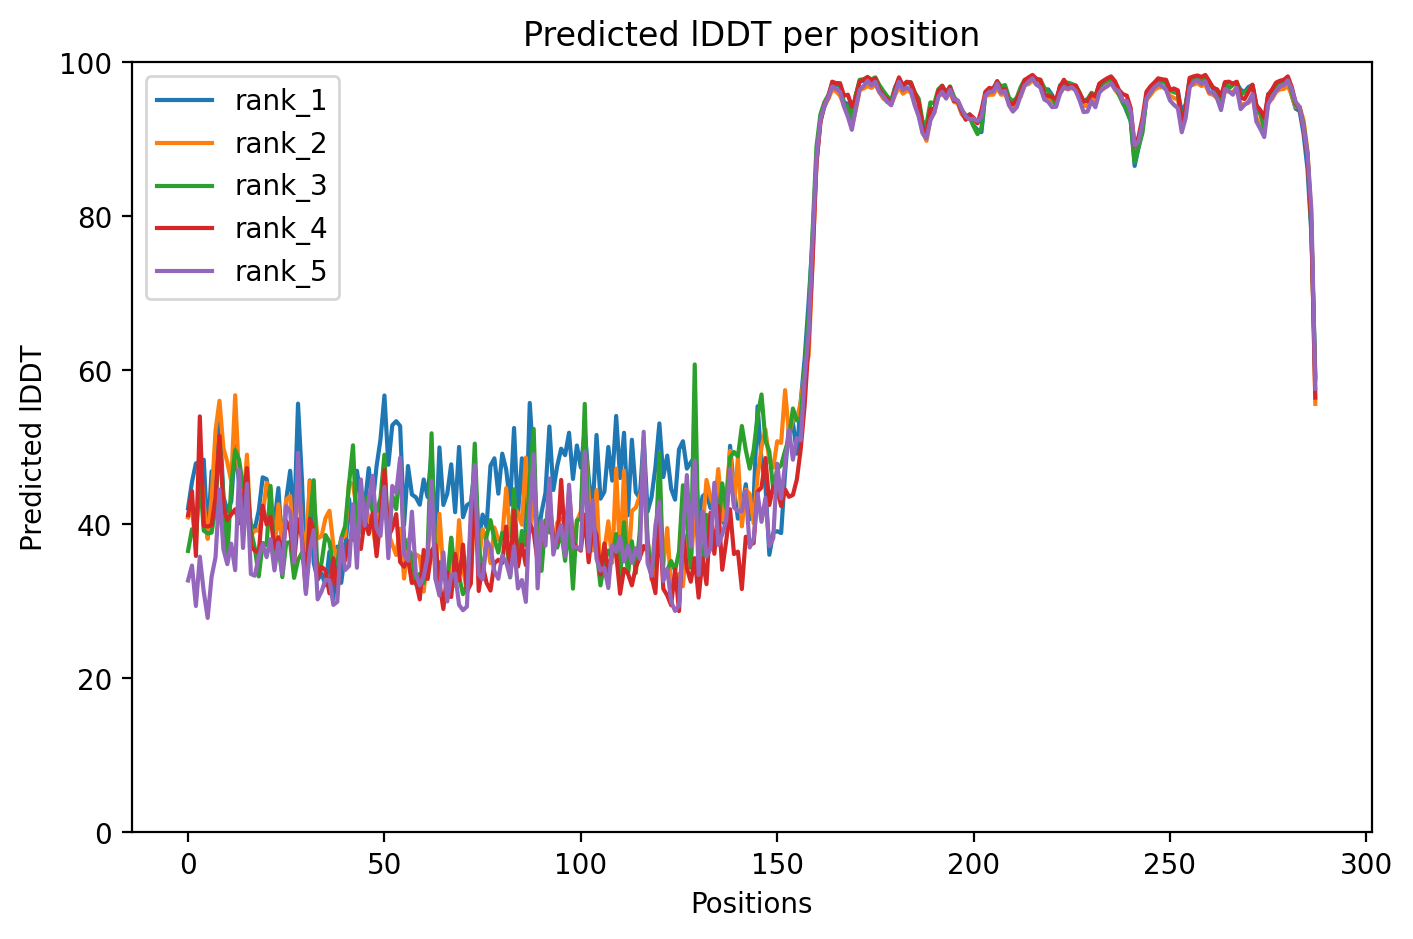 Predicted lDDT per position
100
80
60
40
20
0
Predicted lDDT
rank_1
rank_2
rank_3
rank_4
rank_5
0 50 100 150 200 250 300
Positions